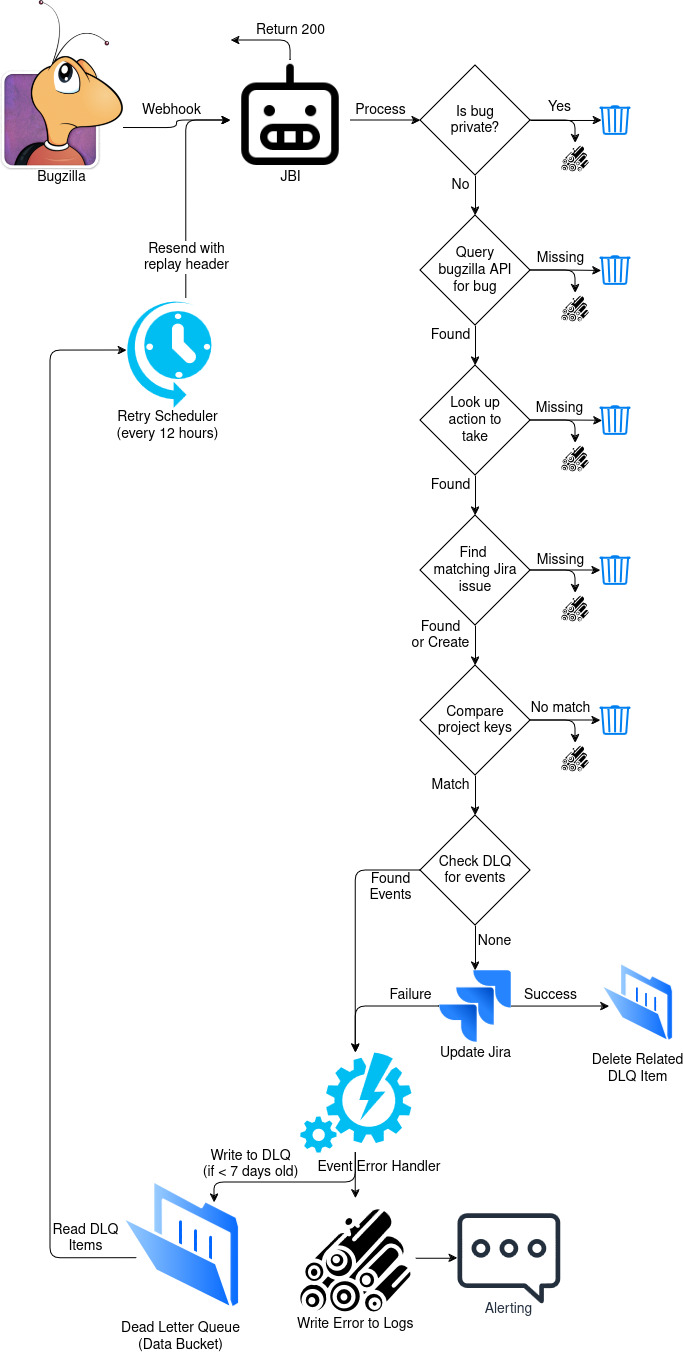 Return 200
Webhook
Process
Bugzilla
JBI
Is bug
private?
Yes
No
Resend with
replay header
Query
bugzilla API
for bug
Missing
Found
Retry Scheduler
(every 12 hours)
Look up
action to
take
Missing
Found
Find
matching Jira
issue
Missing
Found
or Create
Compare
project keys
No match
Match
Check DLQ
for events
Found
Events
None
Failure
Success
Update Jira
Delete Related
DLQ Item
Write to DLQ
(if < 7 days old)
Event Error Handler
Read DLQ
Items
Dead Letter Queue
(Data Bucket)
Write Error to Logs
Alerting